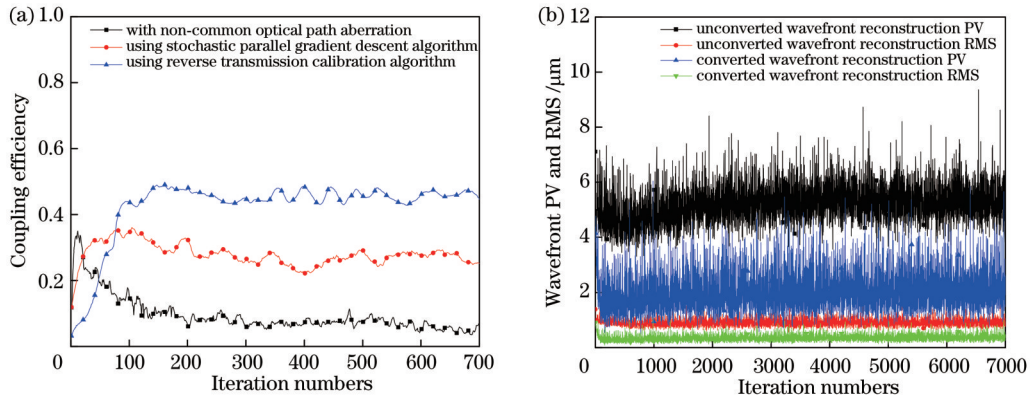 (a)
1.0
0.8
0.6
0.4
0.2
0
100
200
300
400
500
600
700
Coupling efficiency
Iteration numbers
with non-common optical path aberration
using stochastic parallel gradient descent algorithm
using reverse transmission calibration algorithm
(b)
12
10
8
6
4
2
0
1000
2000
3000
4000
5000
6000
7000
Wavefront PV and RMS /μm
Iteration numbers
unconverted wavefront reconstruction PV
unconverted wavefront reconstruction RMS
converted wavefront reconstruction PV
converted wavefront reconstruction RMS